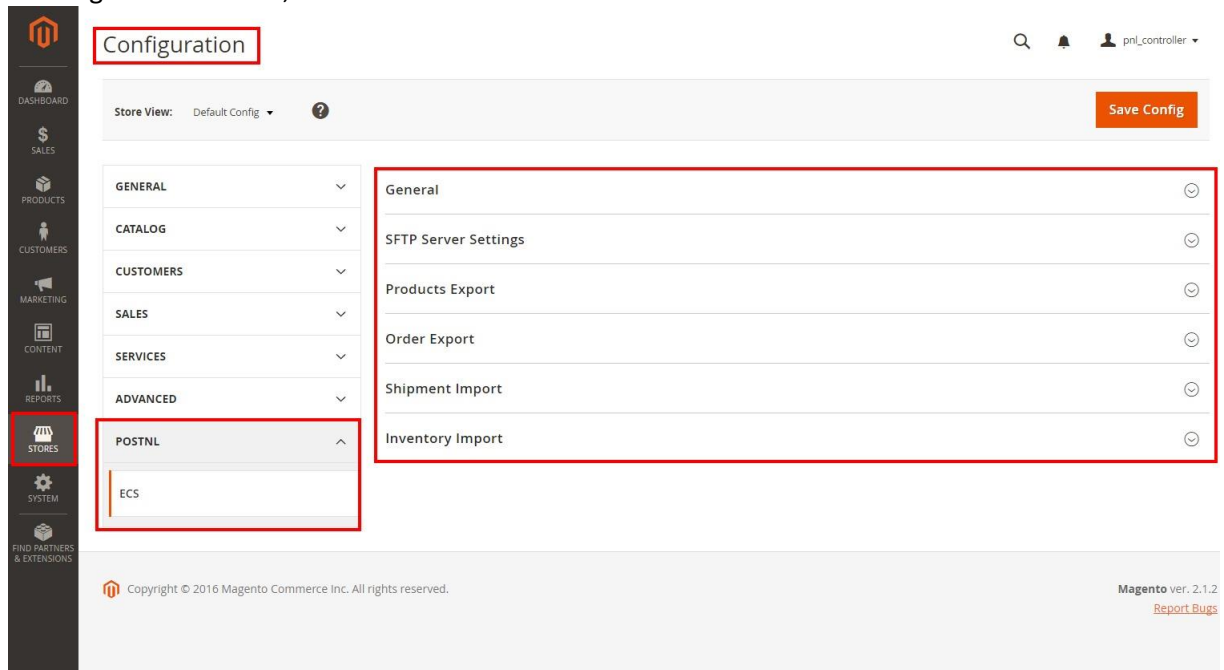 Configuration
pnl_controller
DASHBOARD
Store View: Default Config
Save Config
SALES
PRODUCTS
CUSTOMERS
MARKETING
CONTENT
REPORTS
STORES
SYSTEM
FIND PARTNERS
& EXTENSIONS
GENERAL
CATALOG
CUSTOMERS
SALES
SERVICES
ADVANCED
POSTNL
ECS
General
SFTP Server Settings
Products Export
Order Export
Shipment Import
Inventory Import
Copyright © 2016 Magento Commerce Inc. All rights reserved.
Magento ver. 2.1.2
Report Bugs